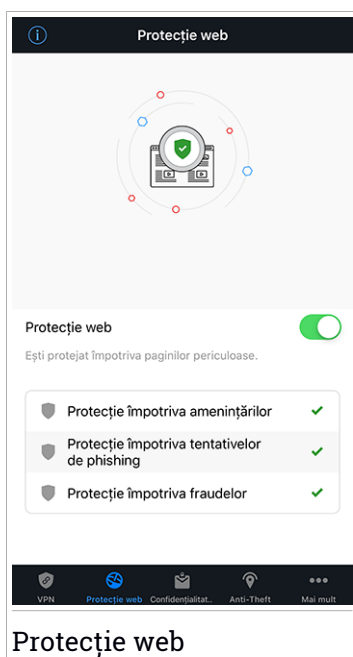 Protecție web
Protecție web
Ești protejat împotriva paginilor periculoase.
Protecție împotriva amenințărilor
Protecție împotriva tentativelor
de phishing
Protecție împotriva fraudelor
VPN Protecție web Confidențialitat... Anti-Theft Mai mult
Protecție web